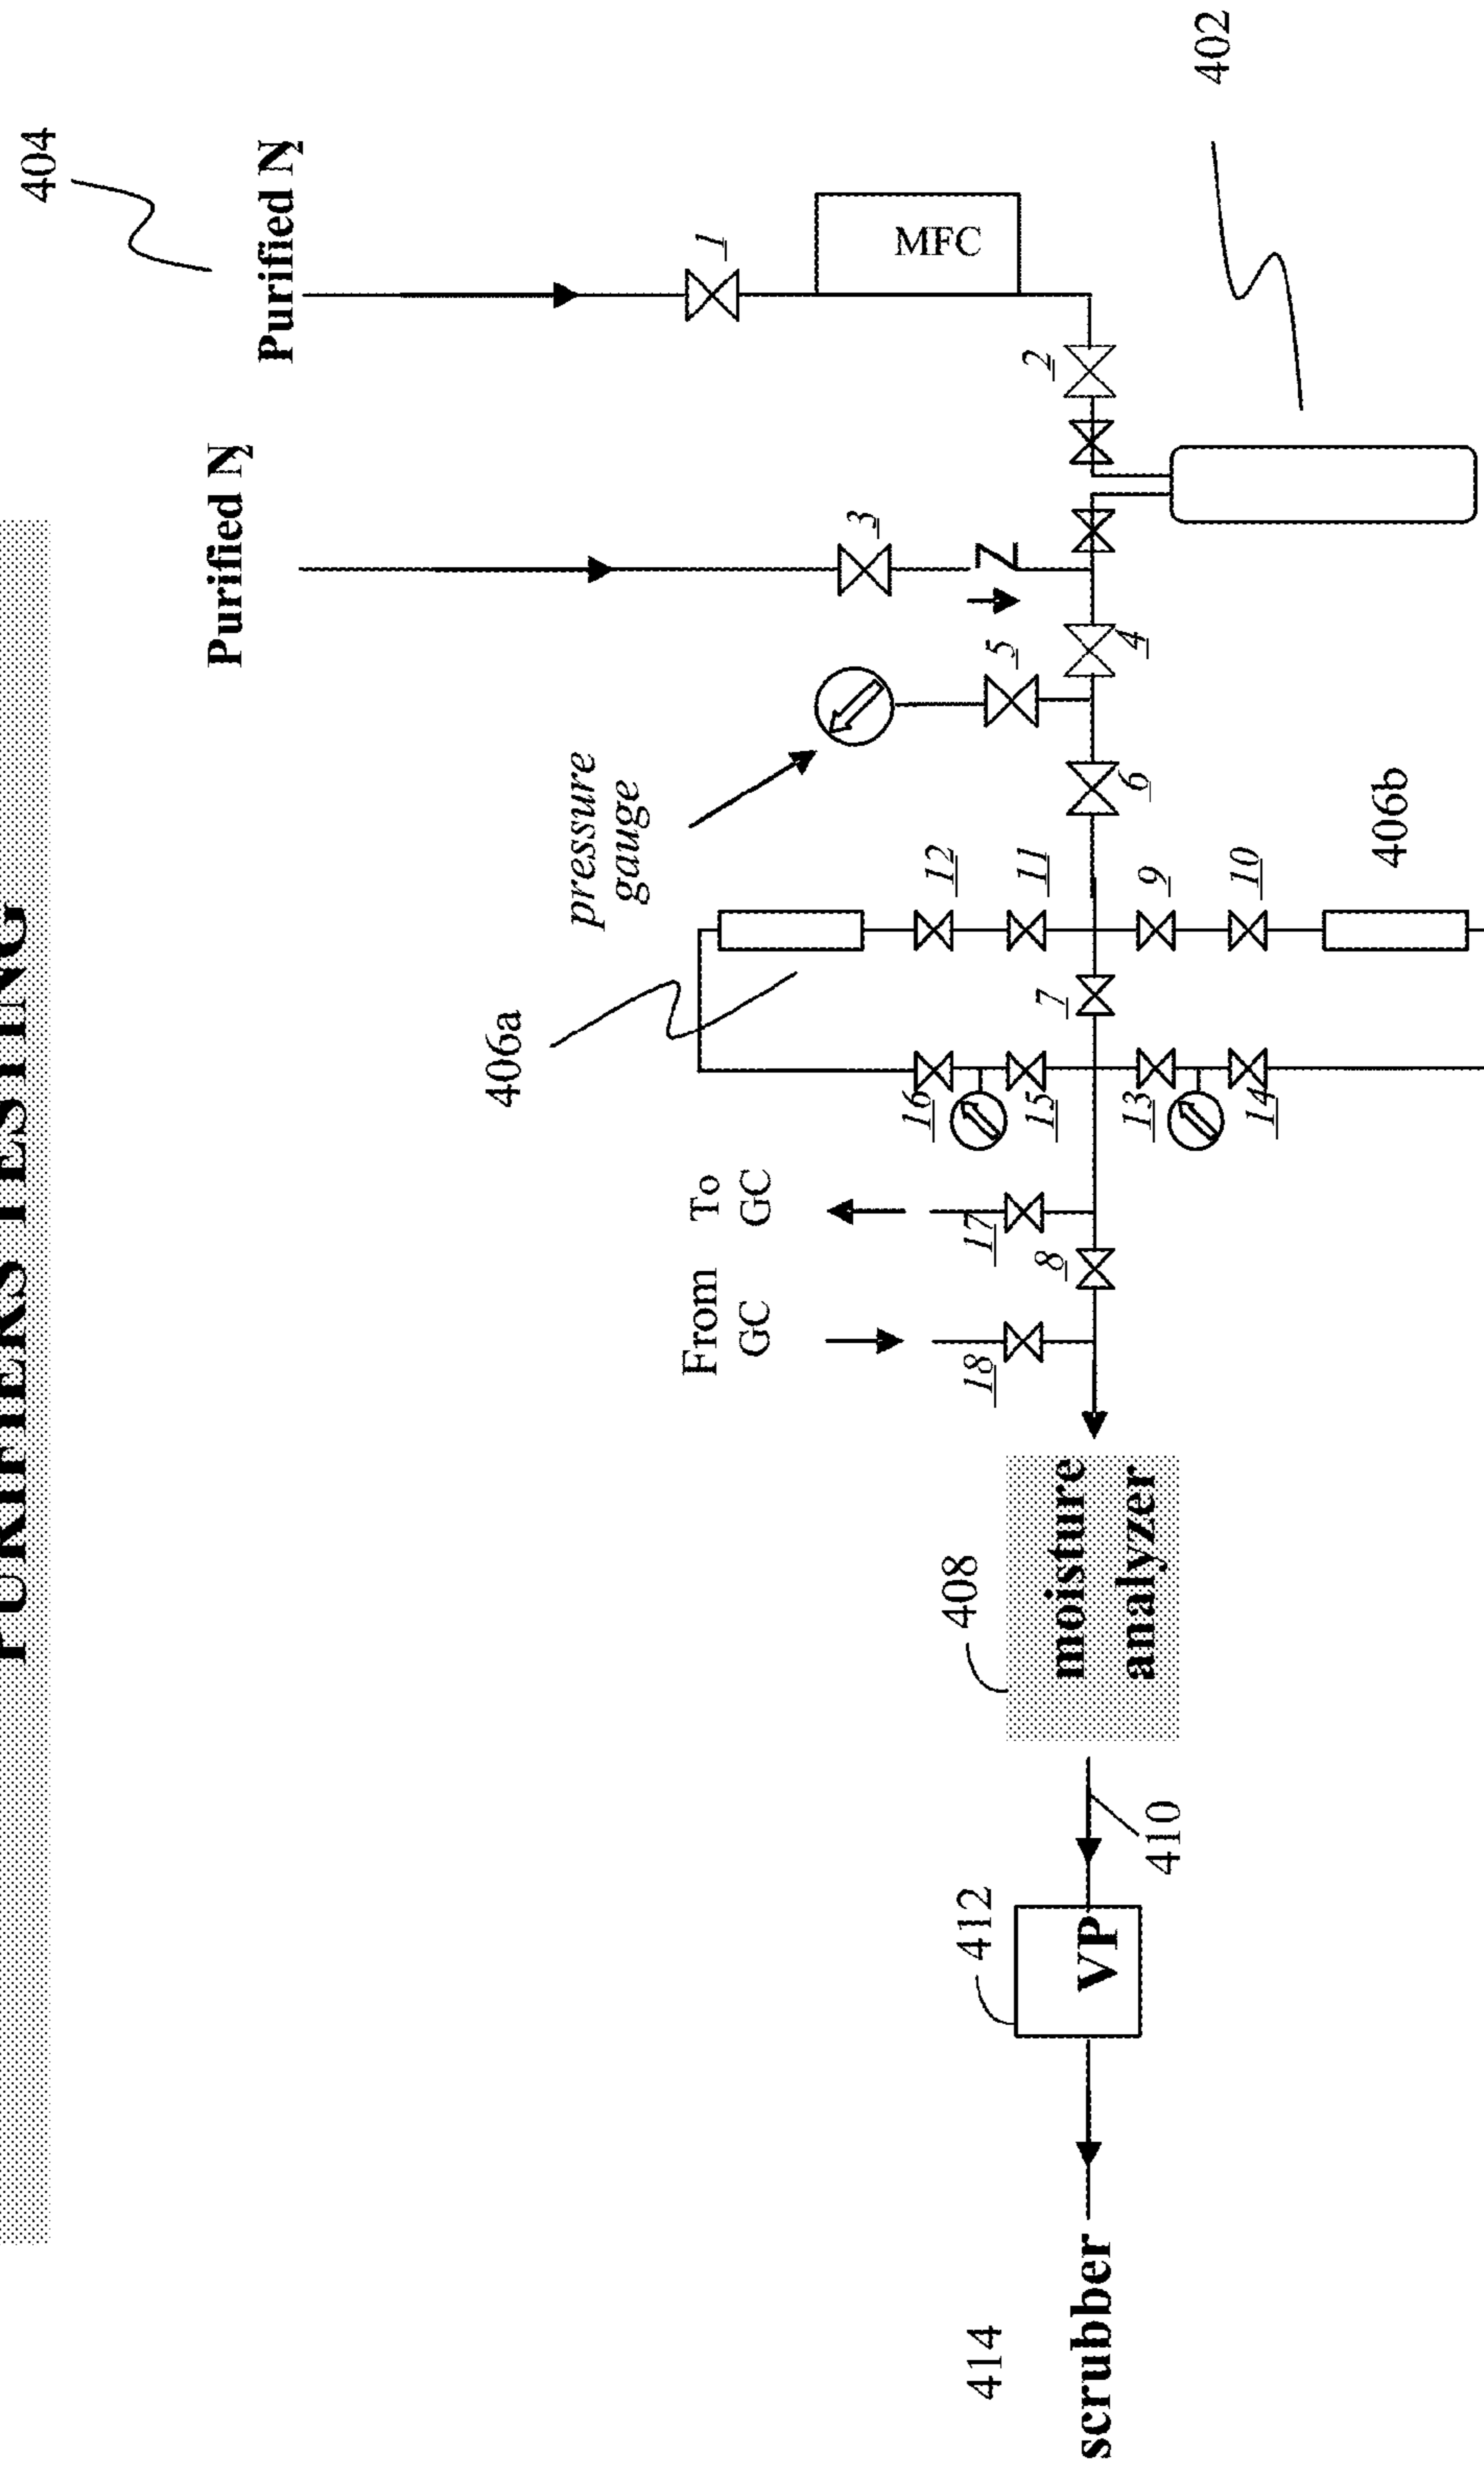 PURIFIERS TESTING
404
Purified N2
Purified N2
406a
pressure
gauge
From
GC
To
GC
1
MFC
3
2
402
5
4
6
12
11
9
10
406b
7
16
15
13
14
17
8
18
408
moisture
analyzer
410
412
VP
414
scrubber